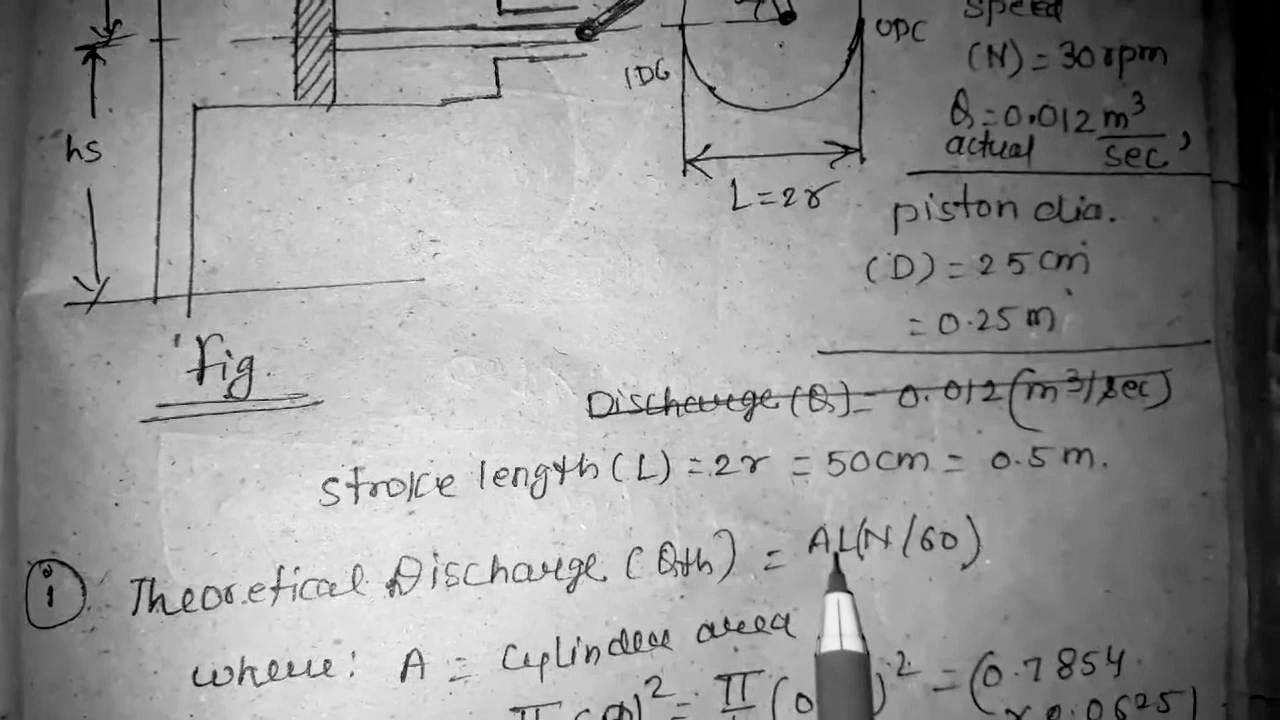 speed
(N) = 30 rpm
Q = 0.012 m³/sec,
actual
ODC
IDC
hs
L = 2r
piston dia.
(D) = 25 cm
= 0.25 m
Fig.
Discharge (Q) = 0.012 (m³/sec)
stroke length (L) = 2r = 50 cm = 0.5 m.
i Theoretical Discharge (Qth) = AL(N/60)
where: A = Cylinder area
= (0.7854
x 0.0625)